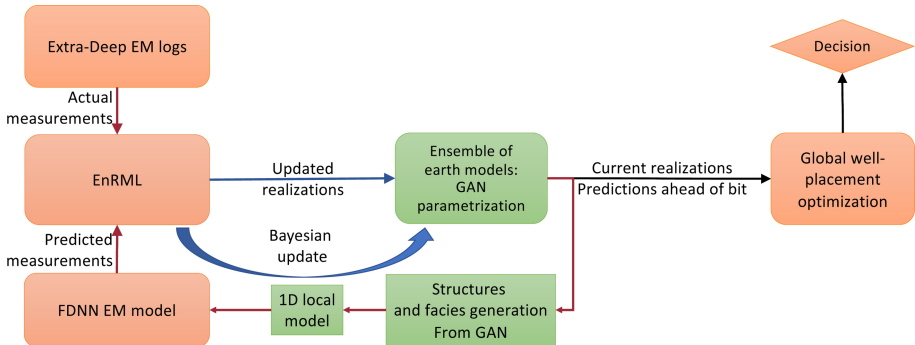 Extra-Deep EM logs
Decision
Actual
measurements
EnRML
Updated
realizations
Ensemble of
earth models:
GAN
parametrization
Current realizations
Predictions ahead of bit
Global well-
placement
optimization
Predicted
measurements
Bayesian
update
FDNN EM model
1D local
model
Structures
and facies generation
From GAN